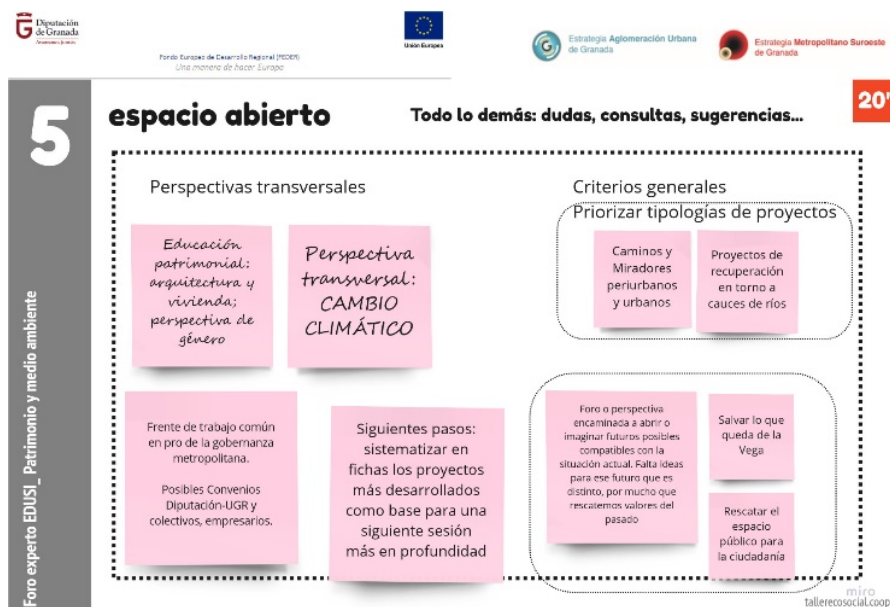 Diputación
de Granada
Avanzamos juntos
Fondo Europeo de Desarrollo Regional (FEDER)
Una manera de hacer Europa
Unión Europea
Estrategia Aglomeración Urbana
de Granada
Estrategia Metropolitano Suroeste
de Granada
5
espacio abierto
Todo lo demás: dudas, consultas, sugerencias...
20'
Foro experto EDUSI_ Patrimonio y medio ambiente
Perspectivas transversales
Educación
patrimonial:
arquitectura y
vivienda;
perspectiva de
género
Perspectiva
transversal:
CAMBIO
CLIMÁTICO
Frente de trabajo común
en pro de la gobernanza
metropolitana.
Posibles Convenios
Diputación-UGR y
colectivos, empresarios.
Siguientes pasos:
sistematizar en
fichas los proyectos
más desarrollados
como base para una
siguiente sesión
más en profundidad
Criterios generales
Priorizar tipologías de proyectos
Caminos y
Miradores
periurbanos
y urbanos
Proyectos de
recuperación
en torno a
cauces de ríos
Foro o perspectiva
encaminada a abrir o
imaginar futuros posibles
compatibles con la
situación actual. Falta ideas
para ese futuro que es
distinto, por mucho que
rescatemos valores del
pasado
Salvar lo que
queda de la
Vega
Rescatar el
espacio
público para
la ciudadanía
miro
tallerecosocial.coop